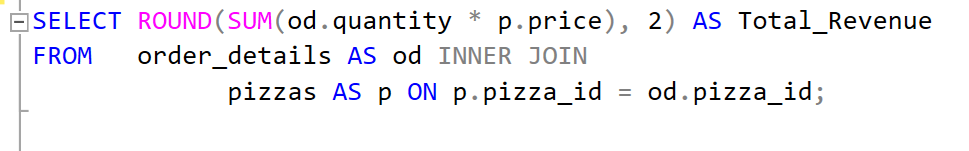 SELECT ROUND(SUM(od.quantity * p.price), 2) AS Total_Revenue
FROM order_details AS od INNER JOIN
pizzas AS p ON p.pizza_id = od.pizza_id;